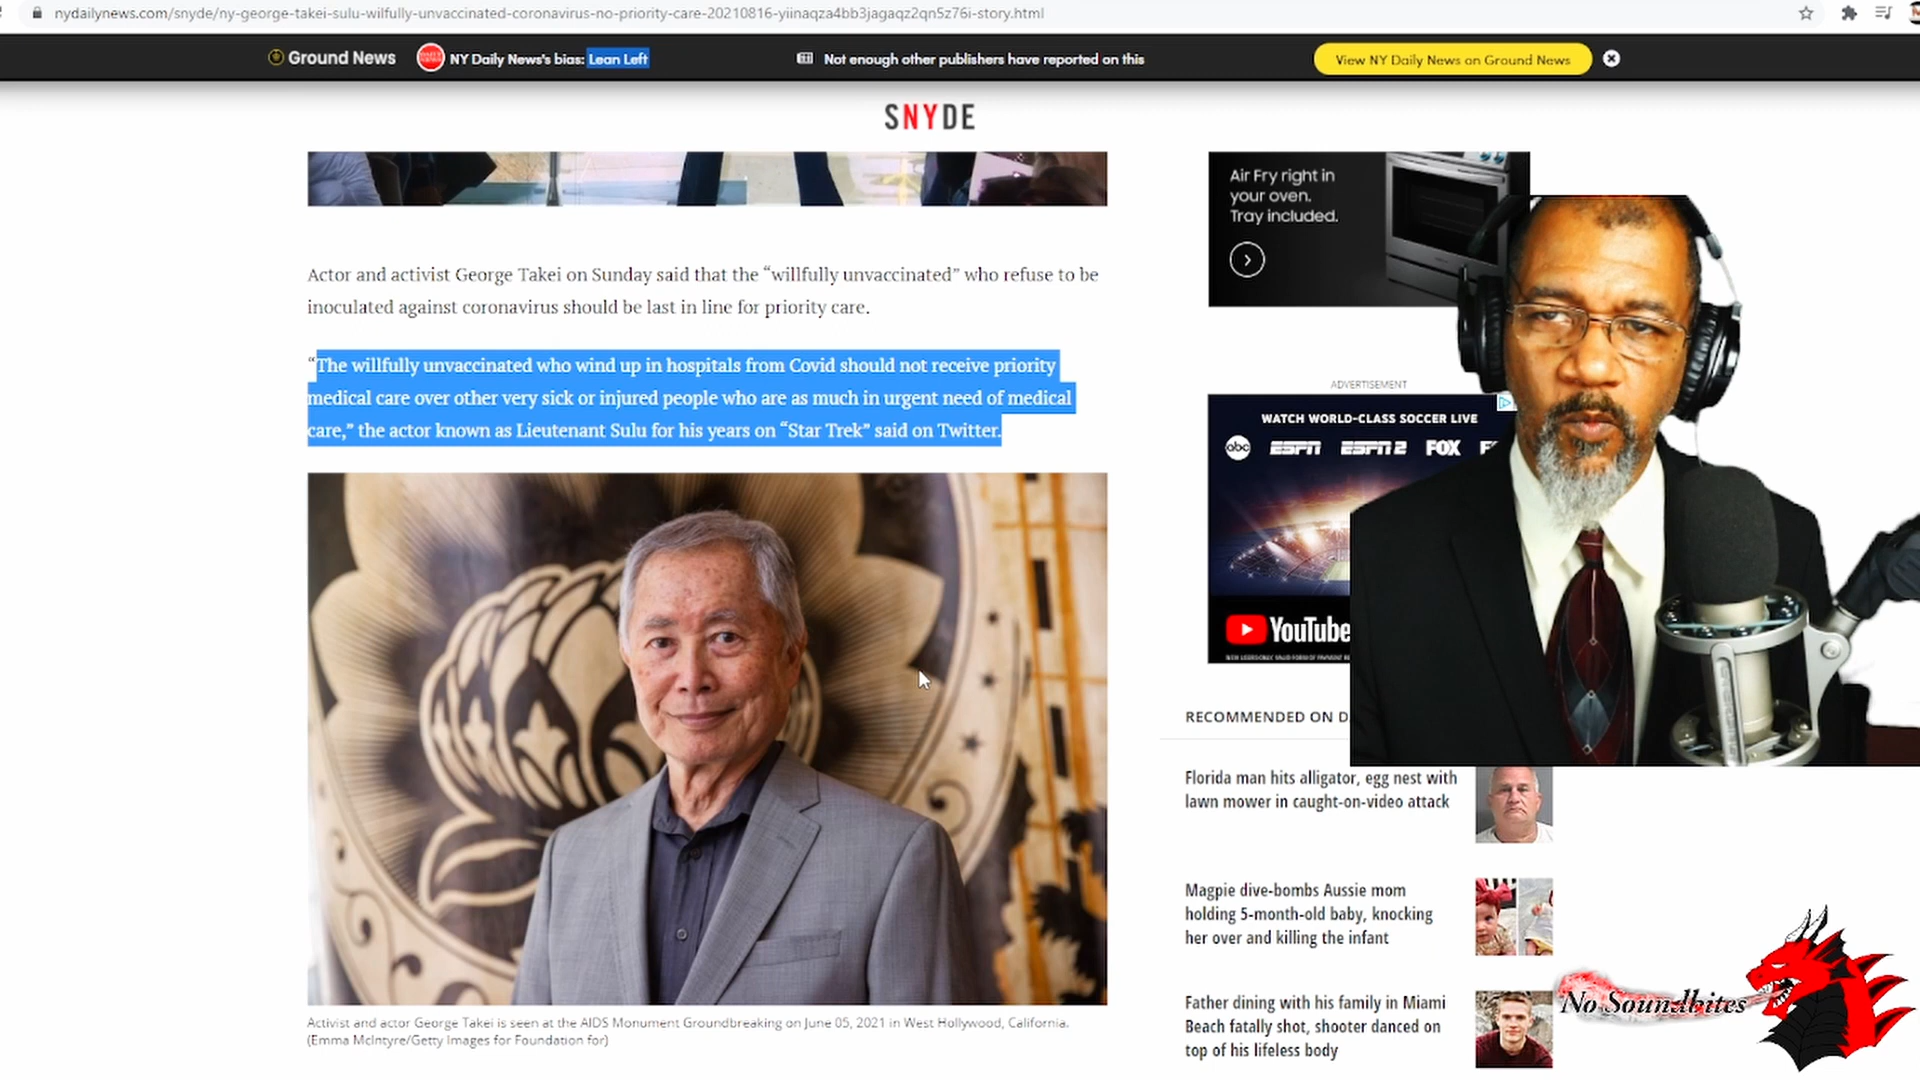 nydailynews.com/snyde/ny-george-takei-sulu-wilfully-unvaccinated-coronavirus-no-priority-care-20210816-yiinaqza4bb3jagaqz2qn5z76i-story.html
Ground News
NY Daily News's bias: Lean Left
Not enough other publishers have reported on this
View NY Daily News on Ground News
SNYDE
Air Fry right in
your oven.
Tray included.
Actor and activist George Takei on Sunday said that the “willfully unvaccinated” who refuse to be
inoculated against coronavirus should be last in line for priority care.
“The willfully unvaccinated who wind up in hospitals from Covid should not receive priority
medical care over other very sick or injured people who are as much in urgent need of medical
care,” the actor known as Lieutenant Sulu for his years on “Star Trek” said on Twitter.
ADVERTISEMENT
WATCH WORLD-CLASS SOCCER LIVE
abc ESPN ESPN 2 FOX
YouTube
RECOMMENDED ON D
Florida man hits alligator, egg nest with
lawn mower in caught-on-video attack
Magpie dive-bombs Aussie mom
holding 5-month-old baby, knocking
her over and killing the infant
Father dining with his family in Miami
Beach fatally shot, shooter danced on
top of his lifeless body
No Soundbites
Activist and actor George Takei is seen at the AIDS Monument Groundbreaking on June 05, 2021 in West Hollywood, California.
(Emma McIntyre/Getty Images for Foundation for)